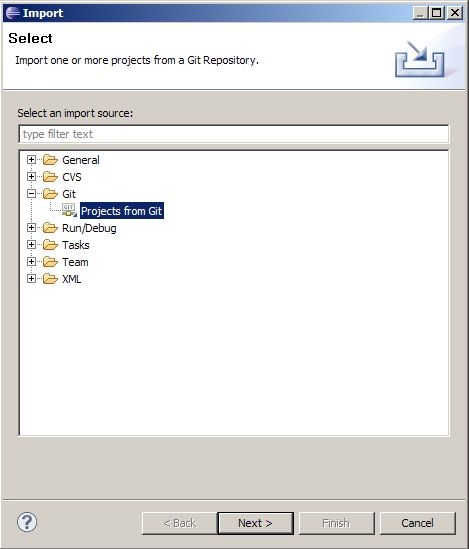 Import
Select
Import one or more projects from a Git Repository.
Select an import source:
type filter text
General
CVS
Git
GIT
Projects from Git
Run/Debug
Tasks
Team
XML
?
< Back
Next >
Finish
Cancel